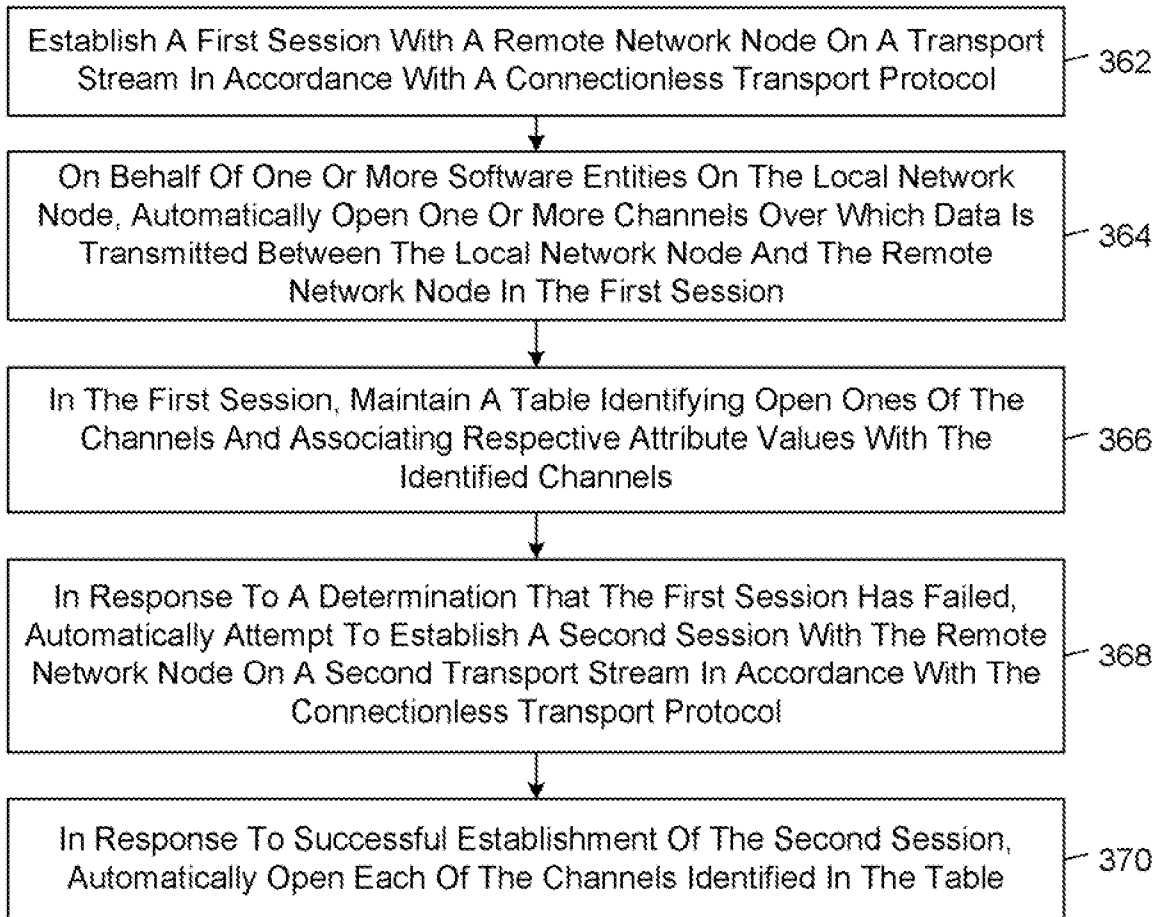 Establish A First Session With A Remote Network Node On A Transport
Stream In Accordance With A Connectionless Transport Protocol
362
On Behalf Of One Or More Software Entities On The Local Network
Node, Automatically Open One Or More Channels Over Which Data Is
Transmitted Between The Local Network Node And The Remote
Network Node In The First Session
364
In The First Session, Maintain A Table Identifying Open Ones Of The
Channels And Associating Respective Attribute Values With The
Identified Channels
366
In Response To A Determination That The First Session Has Failed,
Automatically Attempt To Establish A Second Session With The Remote
Network Node On A Second Transport Stream In Accordance With The
Connectionless Transport Protocol
368
In Response To Successful Establishment Of The Second Session,
Automatically Open Each Of The Channels Identified In The Table
370